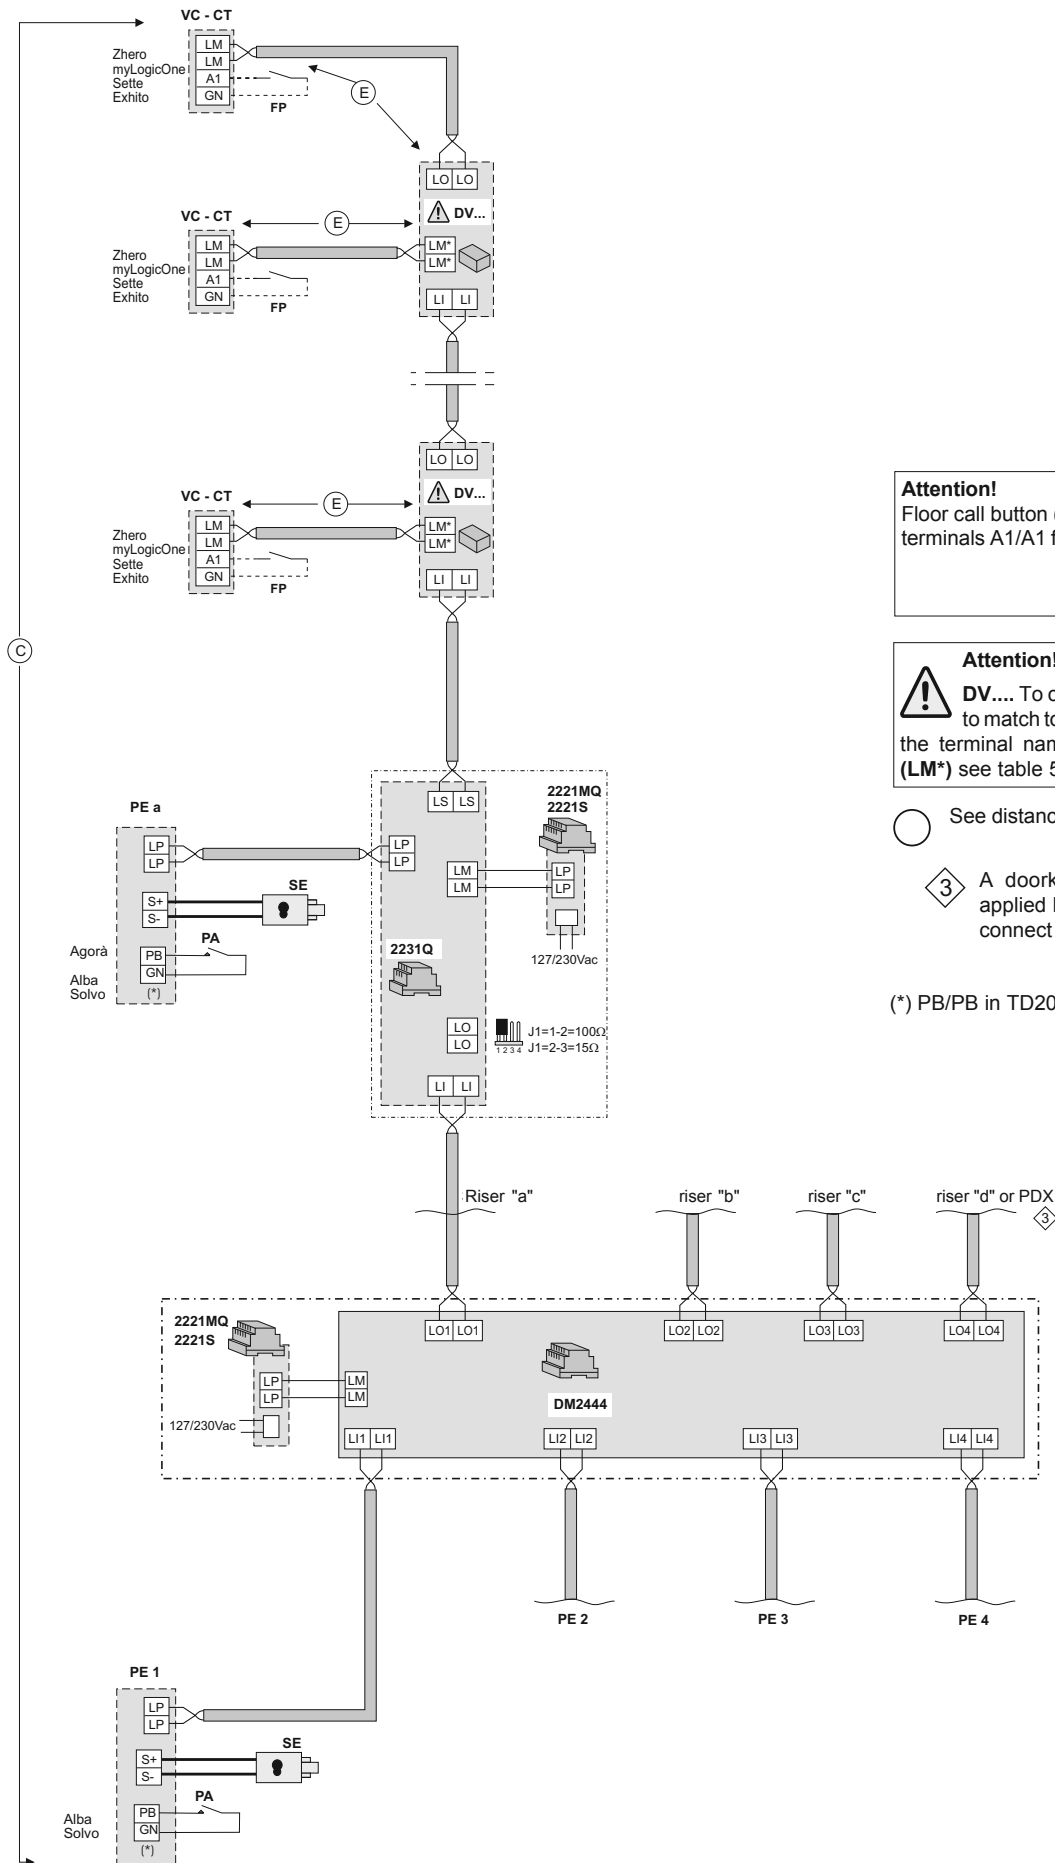 VC - CT
Zhero
myLogicOne
Sette
Exhito
LM
LM
A1
GN
FP
E
LO LO
DV...
VC - CT
E
Zhero
myLogicOne
Sette
Exhito
LM
LM
A1
GN
FP
LM*
LM*
LI LI
LO LO
DV...
VC - CT
E
Zhero
myLogicOne
Sette
Exhito
LM
LM
A1
GN
FP
LM*
LM*
LI LI
C
Attention!
Floor call button
terminals A1/A1
Attention!
DV.... To
to match
the terminal
(LM*) see table 5
See
3 A
applied
connect
(*) PB/PB in TD20
LS LS
2221MQ
2221S
PE a
LP
LP
LP
LP
LM
LM
LP
LP
S+
S-
SE
127/230Vac
Agorà
Alba
Solvo
PB
GN
(*)
PA
2231Q
LO
LO
1 2 3 4
J1=1-2=100Ω
J1=2-3=15Ω
LI LI
Riser "a"
riser "b"
riser "c"
riser "d" or PDX
3
2221MQ
2221S
LO1 LO1
LO2 LO2
LO3 LO3
LO4 LO4
LP
LP
LM
LM
127/230Vac
DM2444
LI1 LI1
LI2 LI2
LI3 LI3
LI4 LI4
PE 2
PE 3
PE 4
PE 1
LP
LP
S+
S-
SE
Alba
Solvo
PB
GN
(*)
PA